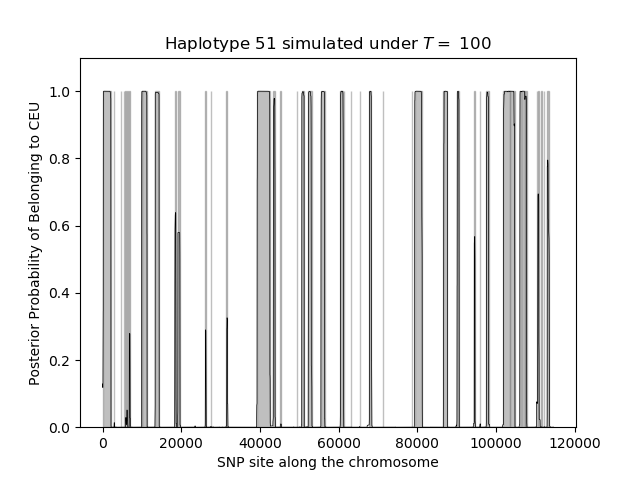 Haplotype 51 simulated under T = 100
Posterior Probability of Belonging to CEU
1.0
0.8
0.6
0.4
0.2
0.0
0 20000 40000 60000 80000 100000 120000
SNP site along the chromosome